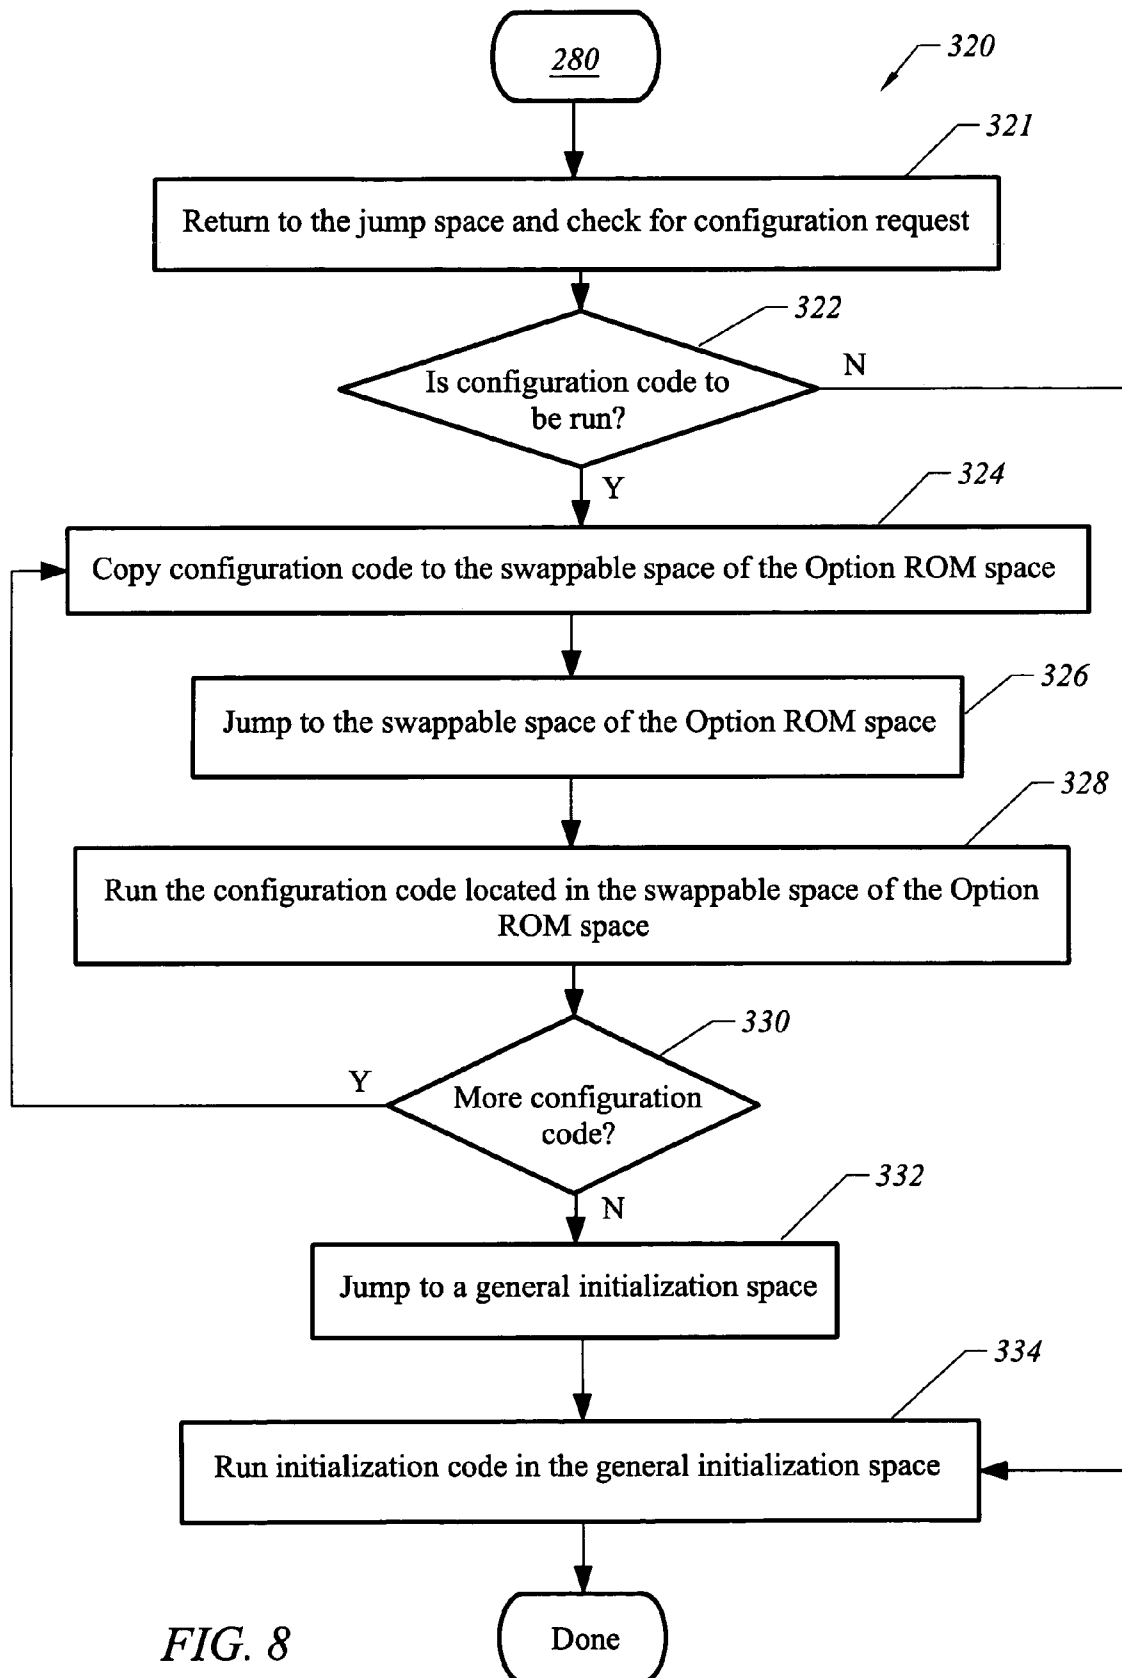 280
320
321
Return to the jump space and check for configuration request
322
Is configuration code to
be run?
N
Y
324
Copy configuration code to the swappable space of the Option ROM space
326
Jump to the swappable space of the Option ROM space
328
Run the configuration code located in the swappable space of the Option
ROM space
330
Y
More configuration
code?
332
N
Jump to a general initialization space
334
Run initialization code in the general initialization space
FIG. 8
Done